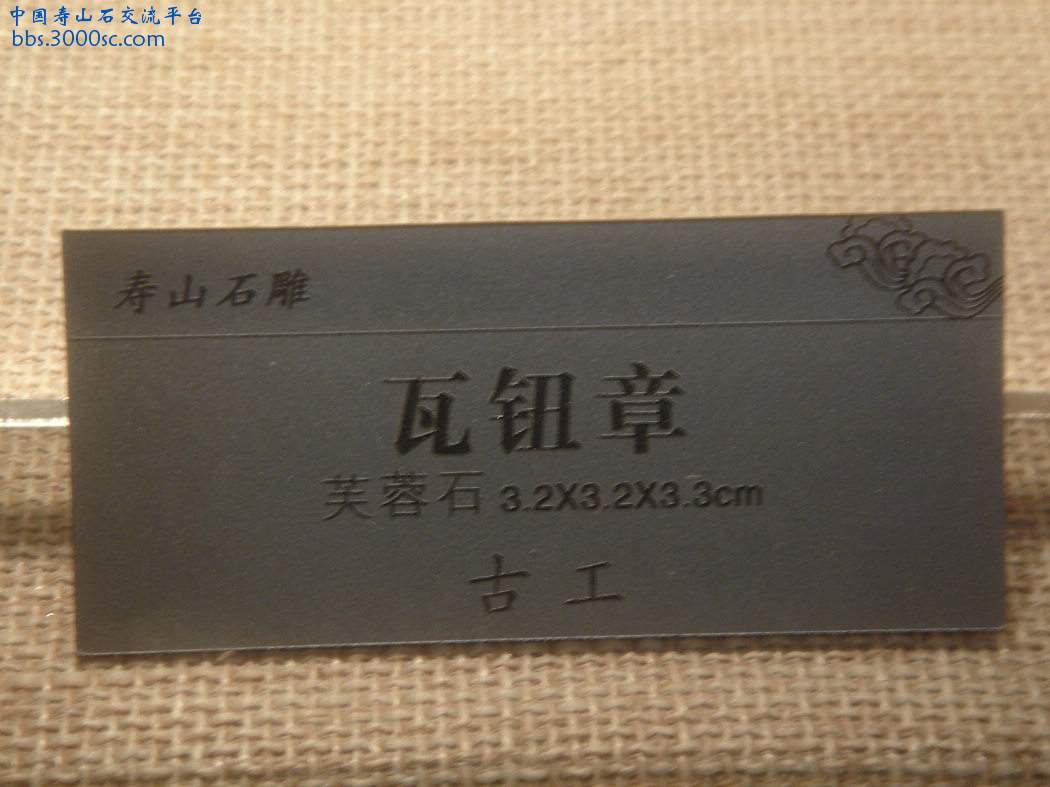 中国寿山石交流平台
bbs.3000sc.com
寿山石雕
瓦钮章
芙蓉石 3.2X3.2X3.3cm
古工